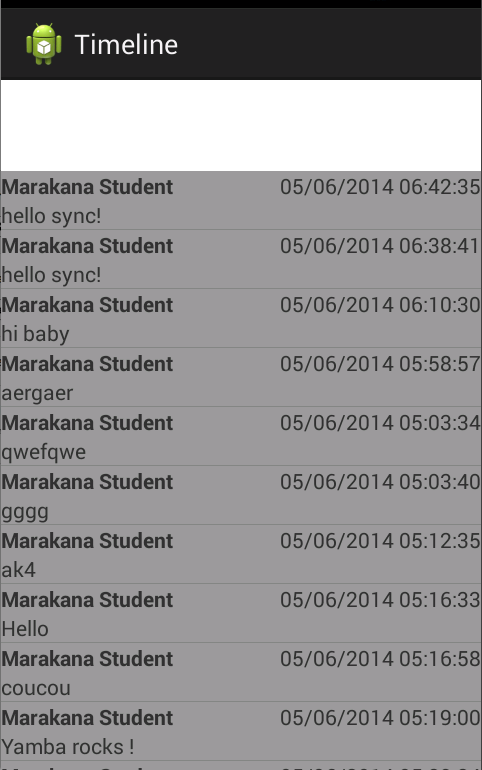 Timeline
Marakana Student 05/06/2014 06:42:35
hello sync!
Marakana Student 05/06/2014 06:38:41
hello sync!
Marakana Student 05/06/2014 06:10:30
hi baby
Marakana Student 05/06/2014 05:58:57
aergaer
Marakana Student 05/06/2014 05:03:34
qwefqwe
Marakana Student 05/06/2014 05:03:40
gggg
Marakana Student 05/06/2014 05:12:35
ak4
Marakana Student 05/06/2014 05:16:33
Hello
Marakana Student 05/06/2014 05:16:58
coucou
Marakana Student 05/06/2014 05:19:00
Yamba rocks !